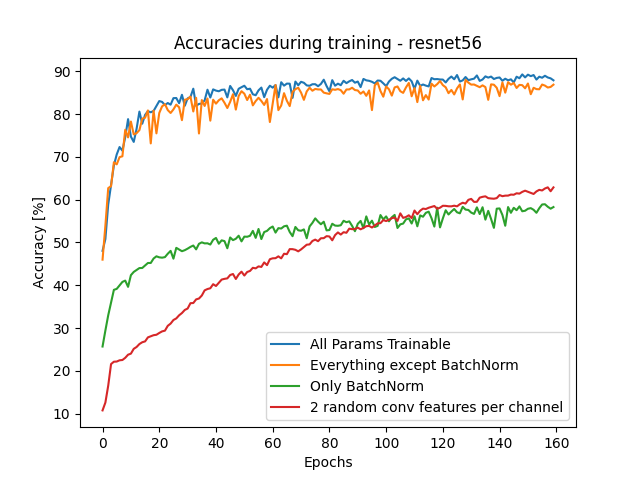 Accuracies during training - resnet56
Accuracy [%]
90
80
70
60
50
40
30
20
10
All Params Trainable
Everything except BatchNorm
Only BatchNorm
2 random conv features per channel
0 20 40 60 80 100 120 140 160
Epochs